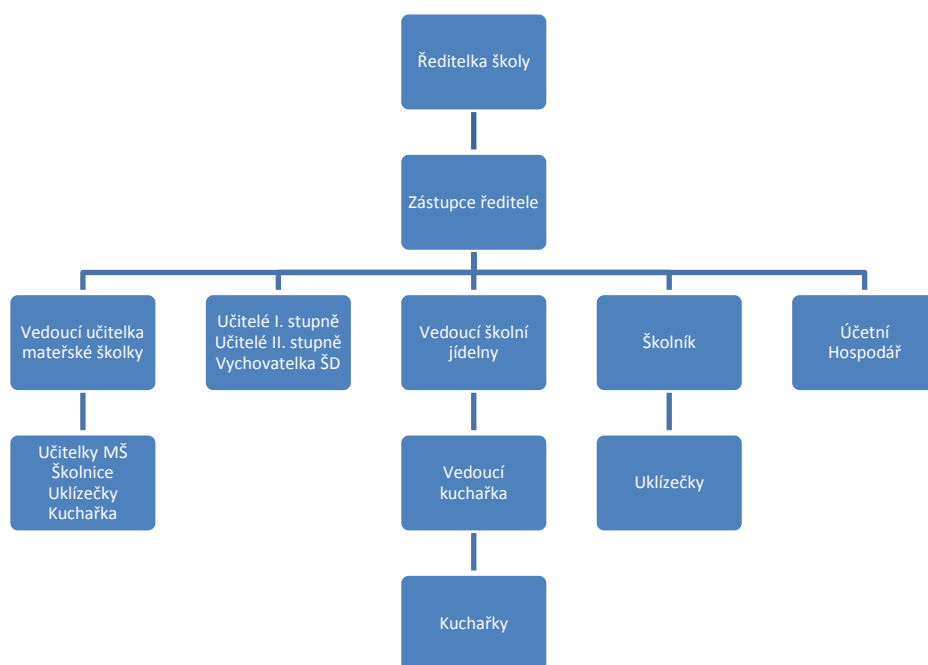 Ředitelka školy
Zástupce ředitele
Vedoucí učitelka
mateřské školky
Učitelé I. stupně
Učitelé II. stupně
Vychovatelka ŠD
Vedoucí školní
jídelny
Školník
Účetní
Hospodář
Učitelky MŠ
Školnice
Uklízečky
Kuchařka
Vedoucí
kuchařka
Uklízečky
Kuchařky